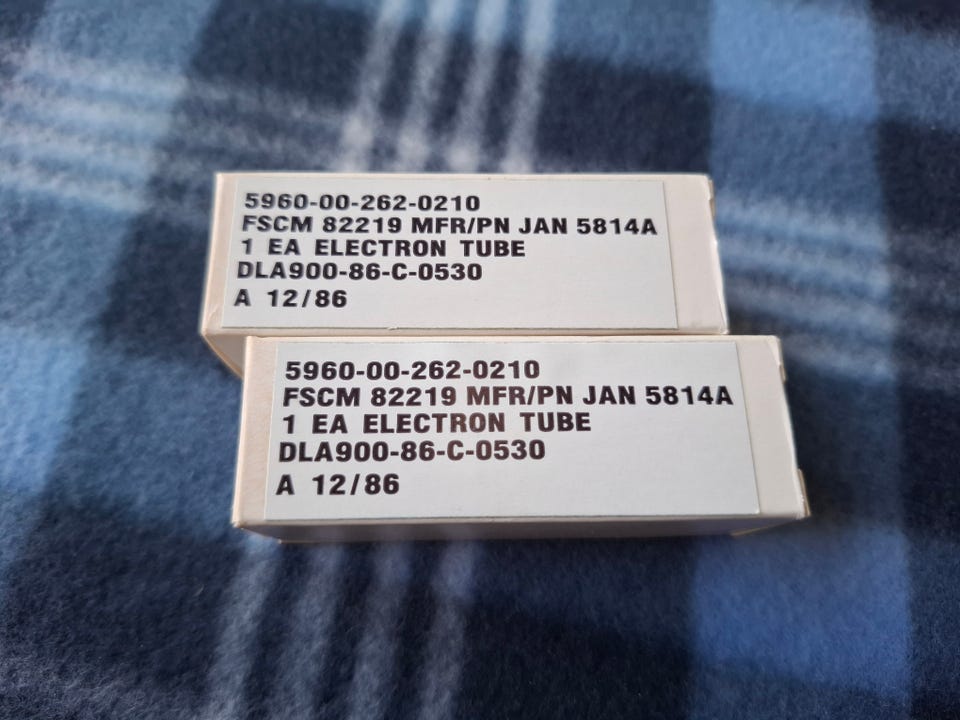 5960-00-262-0210
FSCM 82219 MFR/PN JAN 5814A
1 EA ELECTRON TUBE
DLA900-86-C-0530
A 12/86
5960-00-262-0210
FSCM 82219 MFR/PN JAN 5814A
1 EA ELECTRON TUBE
DLA900-86-C-0530
A 12/86